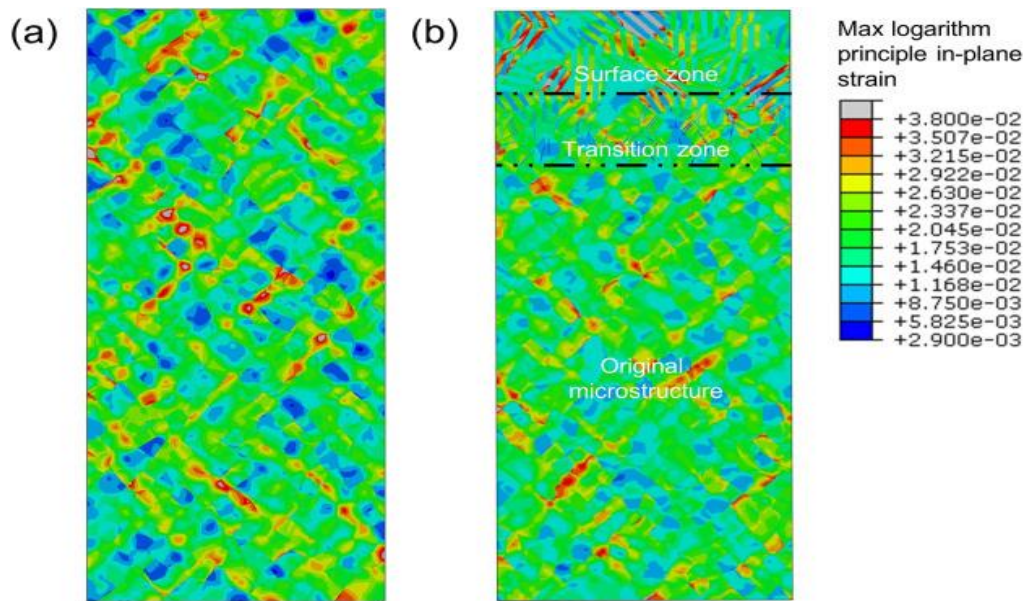 (a)
(b)
Surface zone
Transition zone
Original
microstructure
Max logarithm
principle in-plane
strain
+3.800e-02
+3.507e-02
+3.215e-02
+2.922e-02
+2.630e-02
+2.337e-02
+2.045e-02
+1.753e-02
+1.460e-02
+1.168e-02
+8.750e-03
+5.825e-03
+2.900e-03